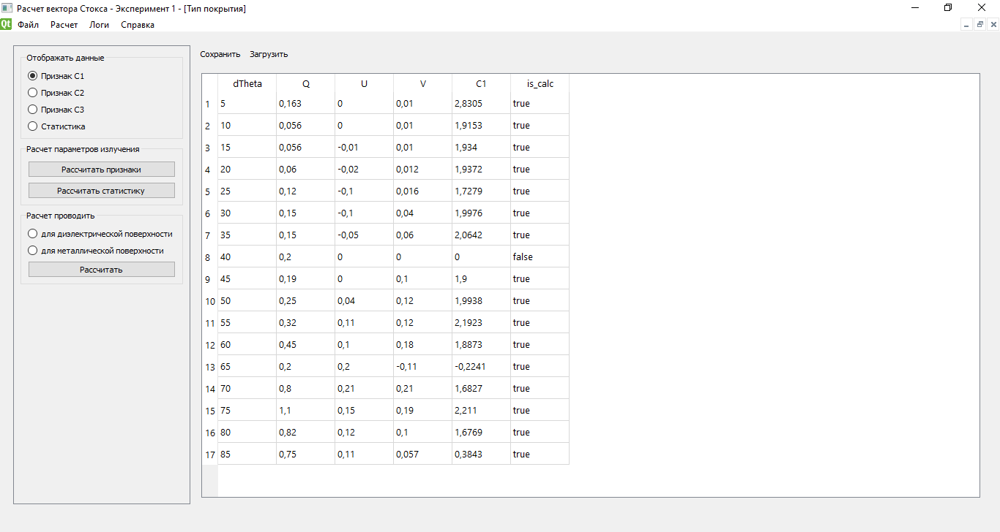 Расчет вектора Стокса - Эксперимент 1 - [Тип покрытия]
Qt Файл Расчет Логи Справка
Отображать данные
Признак C1
Признак C2
Признак C3
Статистика
Расчет параметров излучения
Рассчитать признаки
Рассчитать статистику
Расчет проводить
для диэлектрической поверхности
для металлической поверхности
Рассчитать
Сохранить Загрузить
dTheta Q U V C1 is_calc
1 5 0,163 0 0,01 2,8305 true
2 10 0,056 0 0,01 1,9153 true
3 15 0,056 -0,01 0,01 1,934 true
4 20 0,06 -0,02 0,012 1,9372 true
5 25 0,12 -0,1 0,016 1,7279 true
6 30 0,15 -0,1 0,04 1,9976 true
7 35 0,15 -0,05 0,06 2,0642 true
8 40 0,2 0 0 0 false
9 45 0,19 0 0,1 1,9 true
10 50 0,25 0,04 0,12 1,9938 true
11 55 0,32 0,11 0,12 2,1923 true
12 60 0,45 0,1 0,18 1,8873 true
13 65 0,2 0,2 -0,11 -0,2241 true
14 70 0,8 0,21 0,21 1,6827 true
15 75 1,1 0,15 0,19 2,211 true
16 80 0,82 0,12 0,1 1,6769 true
17 85 0,75 0,11 0,057 0,3843 true